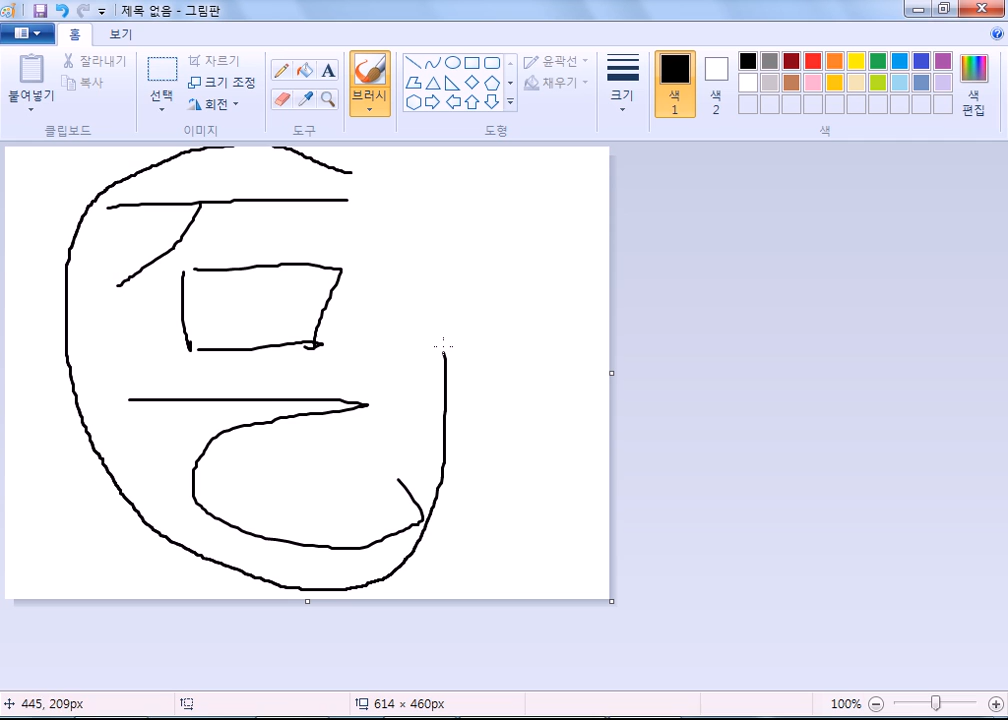 제목 없음 - 그림판
홈 보기
붙여넣기 잘라내기 복사 클립보드
선택 자르기 크기 조정 회전 이미지
A 도구
브러시
윤곽선 채우기 도형
크기
색 1 색 2 색 편집 색
445, 209px 614 × 460px 100%